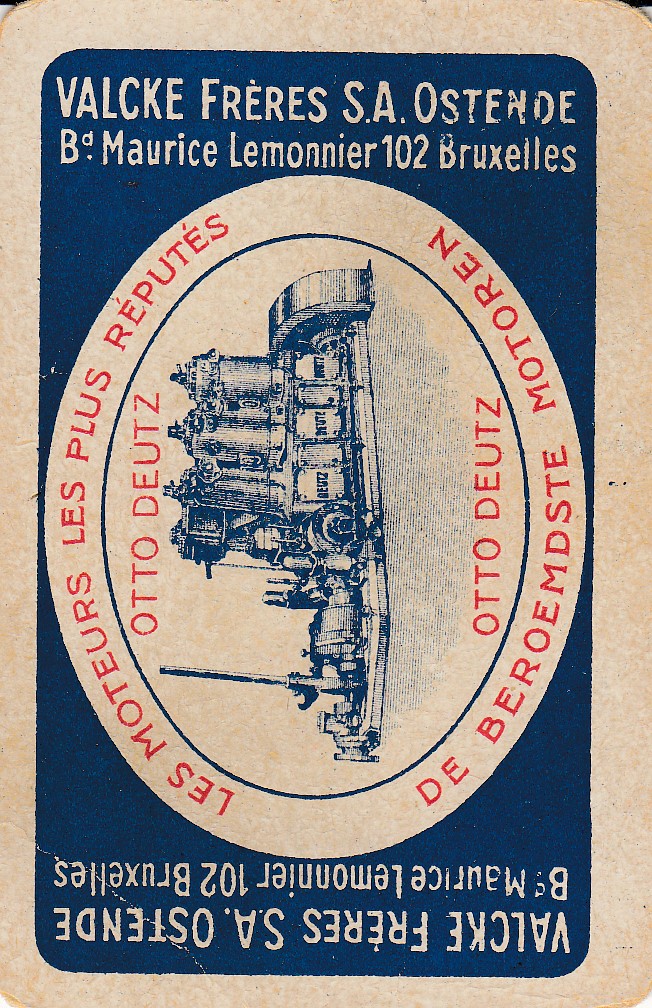 VALCKE FRÈRES S.A. OSTENDE
Bd Maurice Lemonnier 102 Bruxelles
LES MOTEURS LES PLUS RÉPUTÉS
OTTO DEUTZ
OTTO DEUTZ
DE BEROEMDSTE MOTOREN
VALCKE FRÈRES S.A. OSTENDE
Bd Maurice Lemonnier 102 Bruxelles